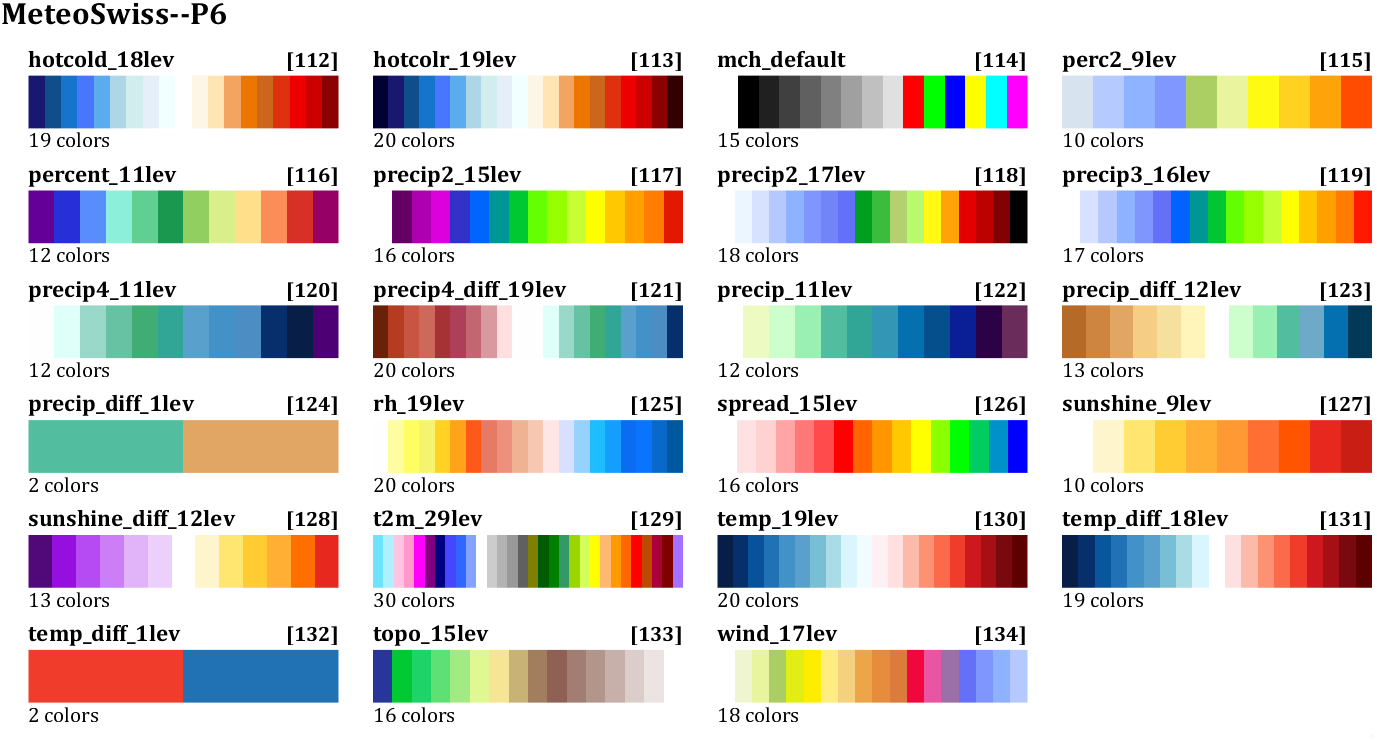 MeteoSwiss--P6
hotcold_18lev [112] hotcolr_19lev [113] mch_default [114] perc2_9lev [115]
19 colors 20 colors 15 colors 10 colors
percent_11lev [116] precip2_15lev [117] precip2_17lev [118] precip3_16lev [119]
12 colors 16 colors 18 colors 17 colors
precip4_11lev [120] precip4_diff_19lev [121] precip_11lev [122] precip_diff_12lev [123]
12 colors 20 colors 12 colors 13 colors
precip_diff_1lev [124] rh_19lev [125] spread_15lev [126] sunshine_9lev [127]
2 colors 20 colors 16 colors 10 colors
sunshine_diff_12lev [128] t2m_29lev [129] temp_19lev [130] temp_diff_18lev [131]
13 colors 30 colors 20 colors 19 colors
temp_diff_1lev [132] topo_15lev [133] wind_17lev [134]
2 colors 16 colors 18 colors